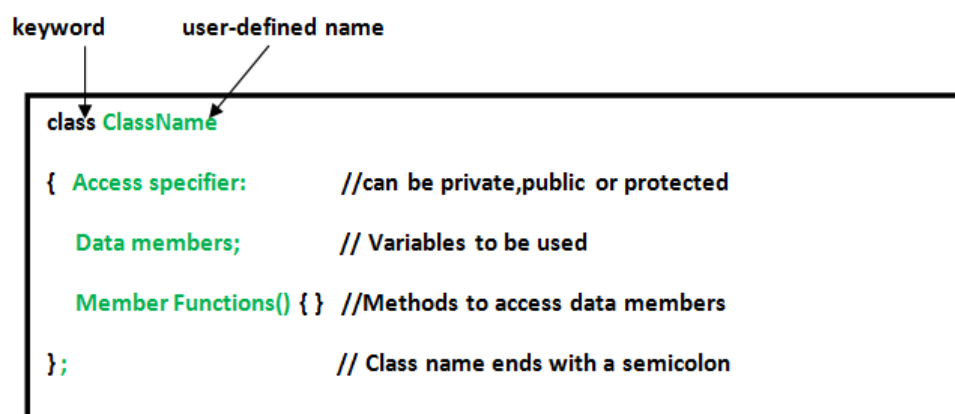 keyword user-defined name
class ClassName
{ Access specifier: //can be private,public or protected
Data members; // Variables to be used
Member Functions() { } //Methods to access data members
} ; // Class name ends with a semicolon